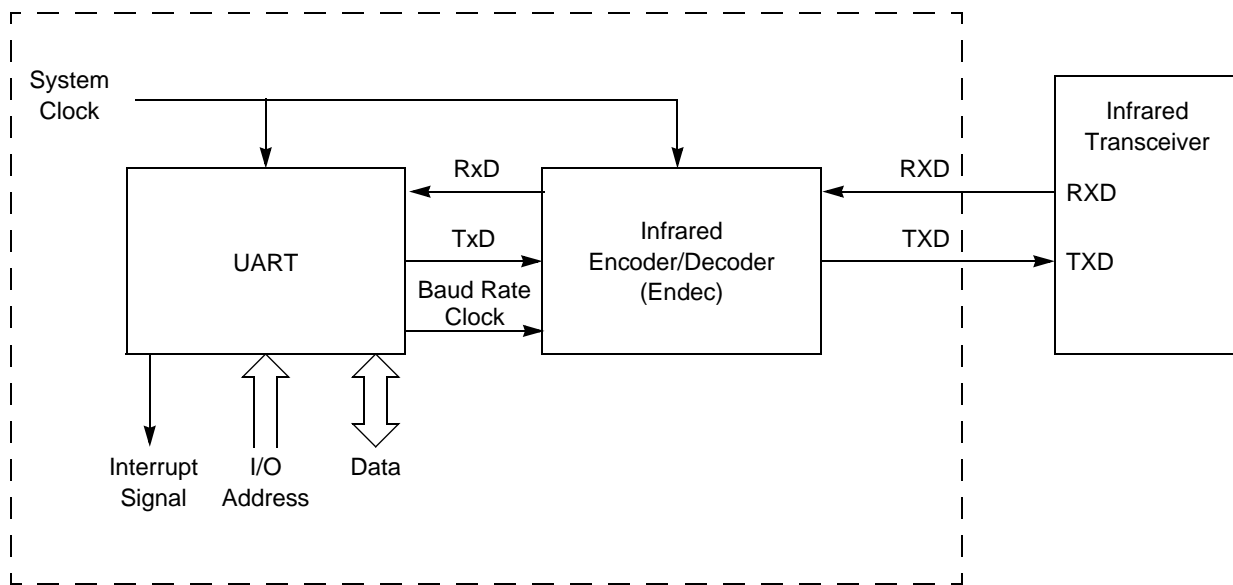 System
Clock
Infrared
Transceiver
RxD
RXD
RXD
UART
TxD
Infrared
Encoder/Decoder
(Endec)
TXD
TXD
Baud Rate
Clock
Interrupt
Signal
I/O
Address
Data